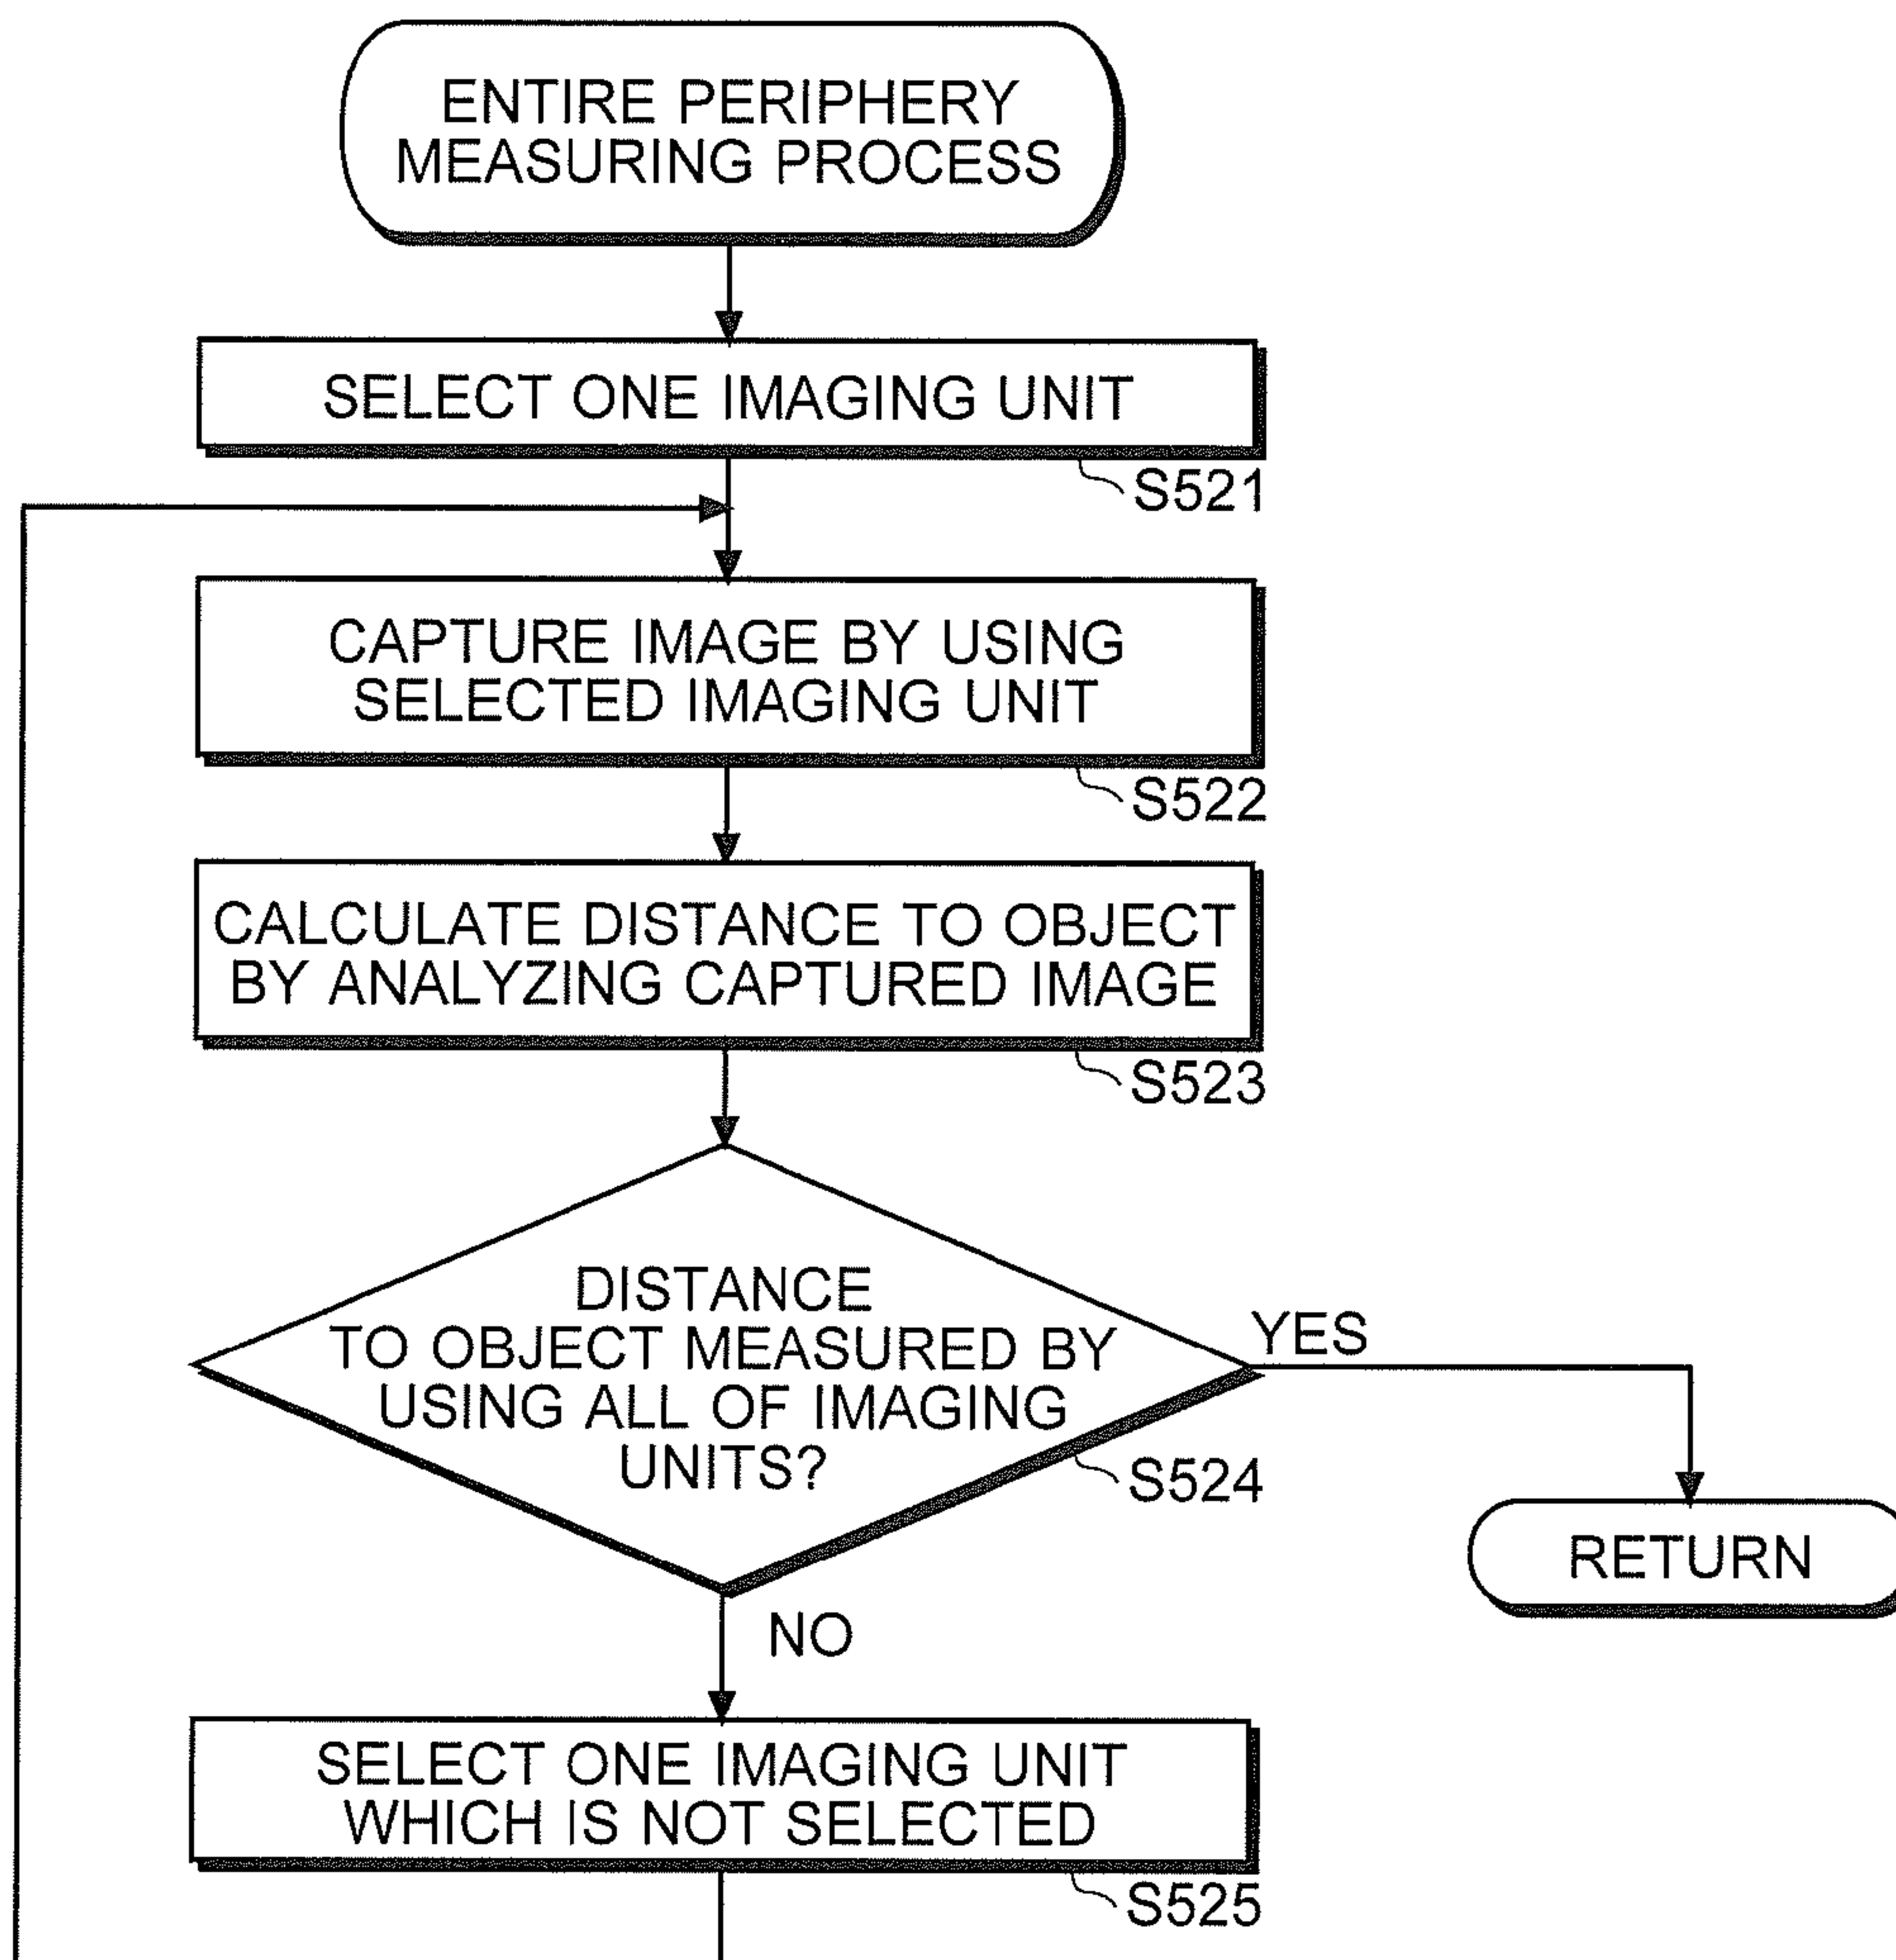 ENTIRE PERIPHERY
MEASURING PROCESS
SELECT ONE IMAGING UNIT
S521
CAPTURE IMAGE BY USING
SELECTED IMAGING UNIT
S522
CALCULATE DISTANCE TO OBJECT
BY ANALYZING CAPTURED IMAGE
S523
DISTANCE
TO OBJECT MEASURED BY
USING ALL OF IMAGING
UNITS?
YES
S524
RETURN
NO
SELECT ONE IMAGING UNIT
WHICH IS NOT SELECTED
S525